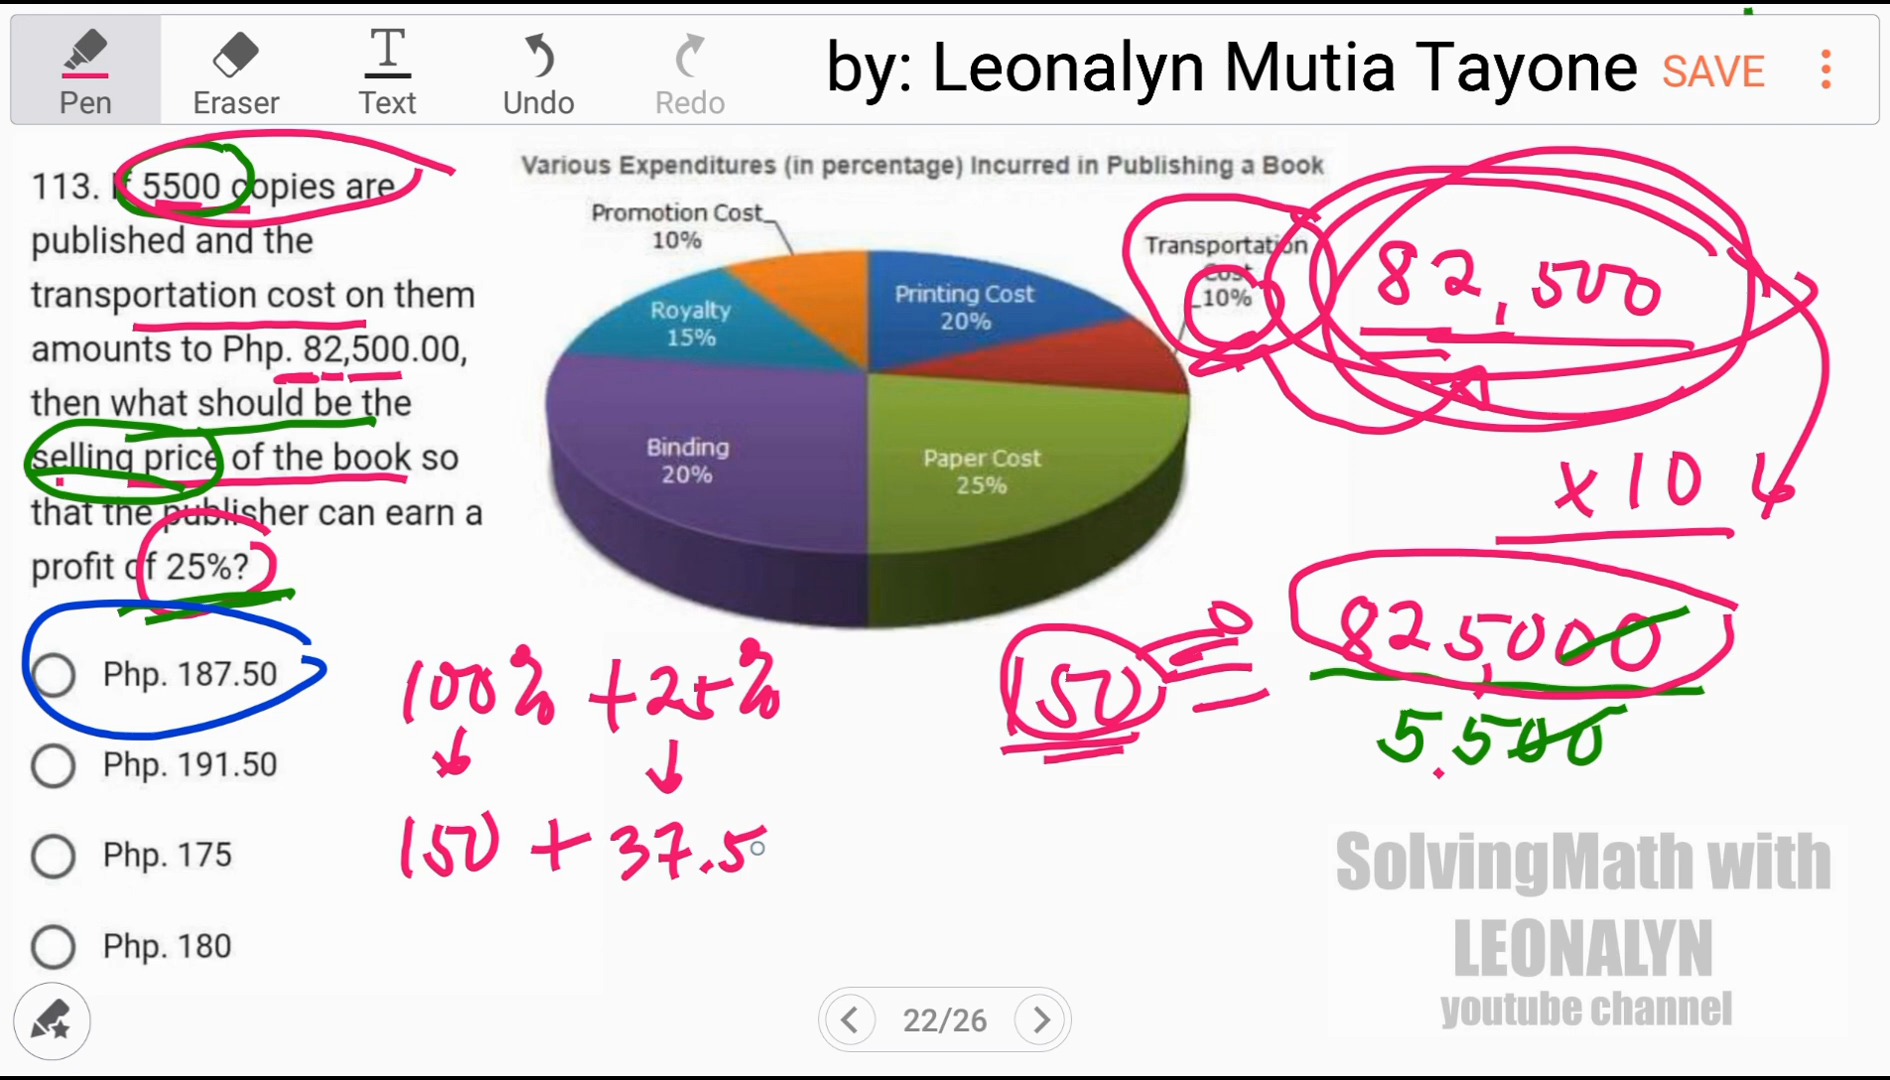 Pen
Eraser
Text
Undo
Redo
by: Leonalyn Mutia Tayone
SAVE
113. If 5500 copies are
published and the
transportation cost on them
amounts to Php. 82,500.00,
then what should be the
selling price of the book so
that the publisher can earn a
profit of 25%?
Php. 187.50
Php. 191.50
Php. 175
Php. 180
Various Expenditures (in percentage) Incurred in Publishing a Book
Promotion Cost
10%
Transportation
Cost
10%
Printing Cost
20%
Royalty
15%
Binding
20%
Paper Cost
25%
82,500
x10
825,000
5,500
150 =
100% + 25%
150 + 37.5
SolvingMath with
LEONALYN
youtube channel
22/26